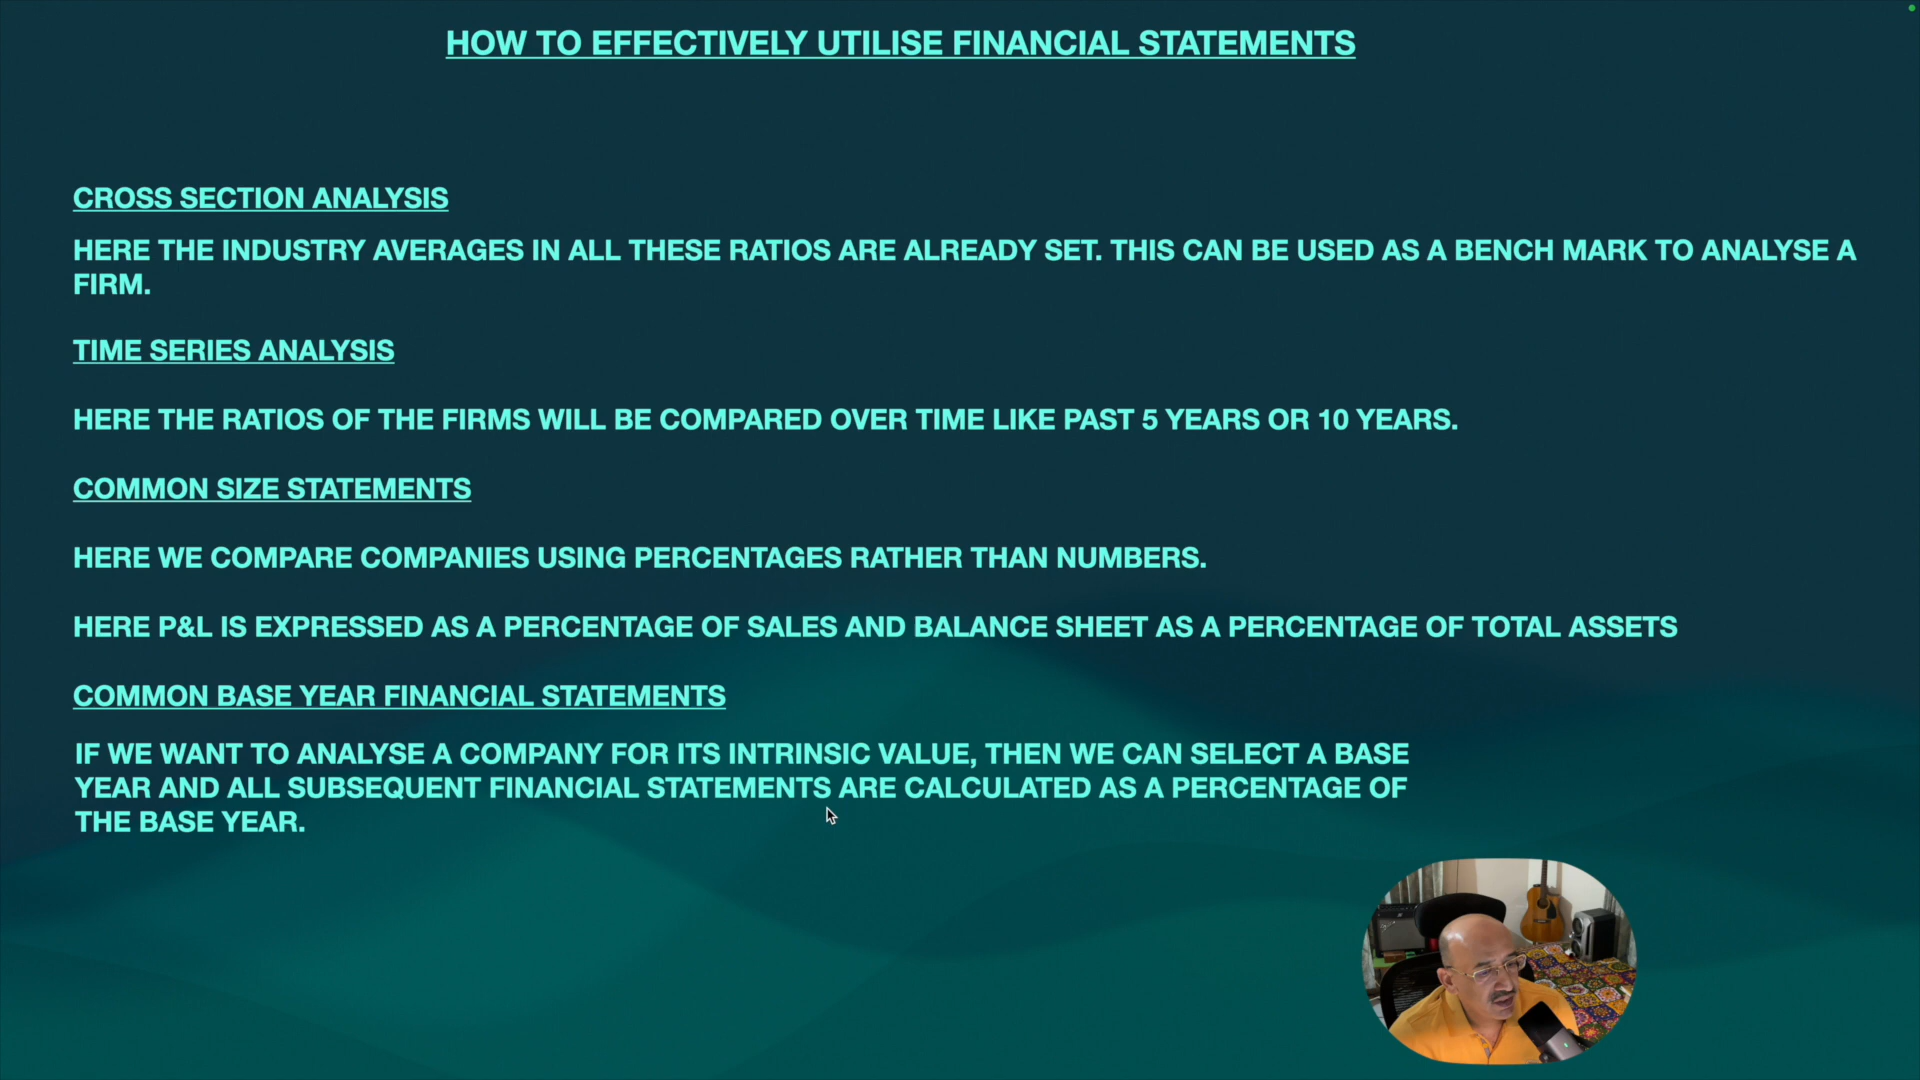 HOW TO EFFECTIVELY UTILISE FINANCIAL STATEMENTS
CROSS SECTION ANALYSIS
HERE THE INDUSTRY AVERAGES IN ALL THESE RATIOS ARE ALREADY SET. THIS CAN BE USED AS A BENCH MARK TO ANALYSE A
FIRM.
TIME SERIES ANALYSIS
HERE THE RATIOS OF THE FIRMS WILL BE COMPARED OVER TIME LIKE PAST 5 YEARS OR 10 YEARS.
COMMON SIZE STATEMENTS
HERE WE COMPARE COMPANIES USING PERCENTAGES RATHER THAN NUMBERS.
HERE P&L IS EXPRESSED AS A PERCENTAGE OF SALES AND BALANCE SHEET AS A PERCENTAGE OF TOTAL ASSETS
COMMON BASE YEAR FINANCIAL STATEMENTS
IF WE WANT TO ANALYSE A COMPANY FOR ITS INTRINSIC VALUE, THEN WE CAN SELECT A BASE
YEAR AND ALL SUBSEQUENT FINANCIAL STATEMENTS ARE CALCULATED AS A PERCENTAGE OF
THE BASE YEAR.